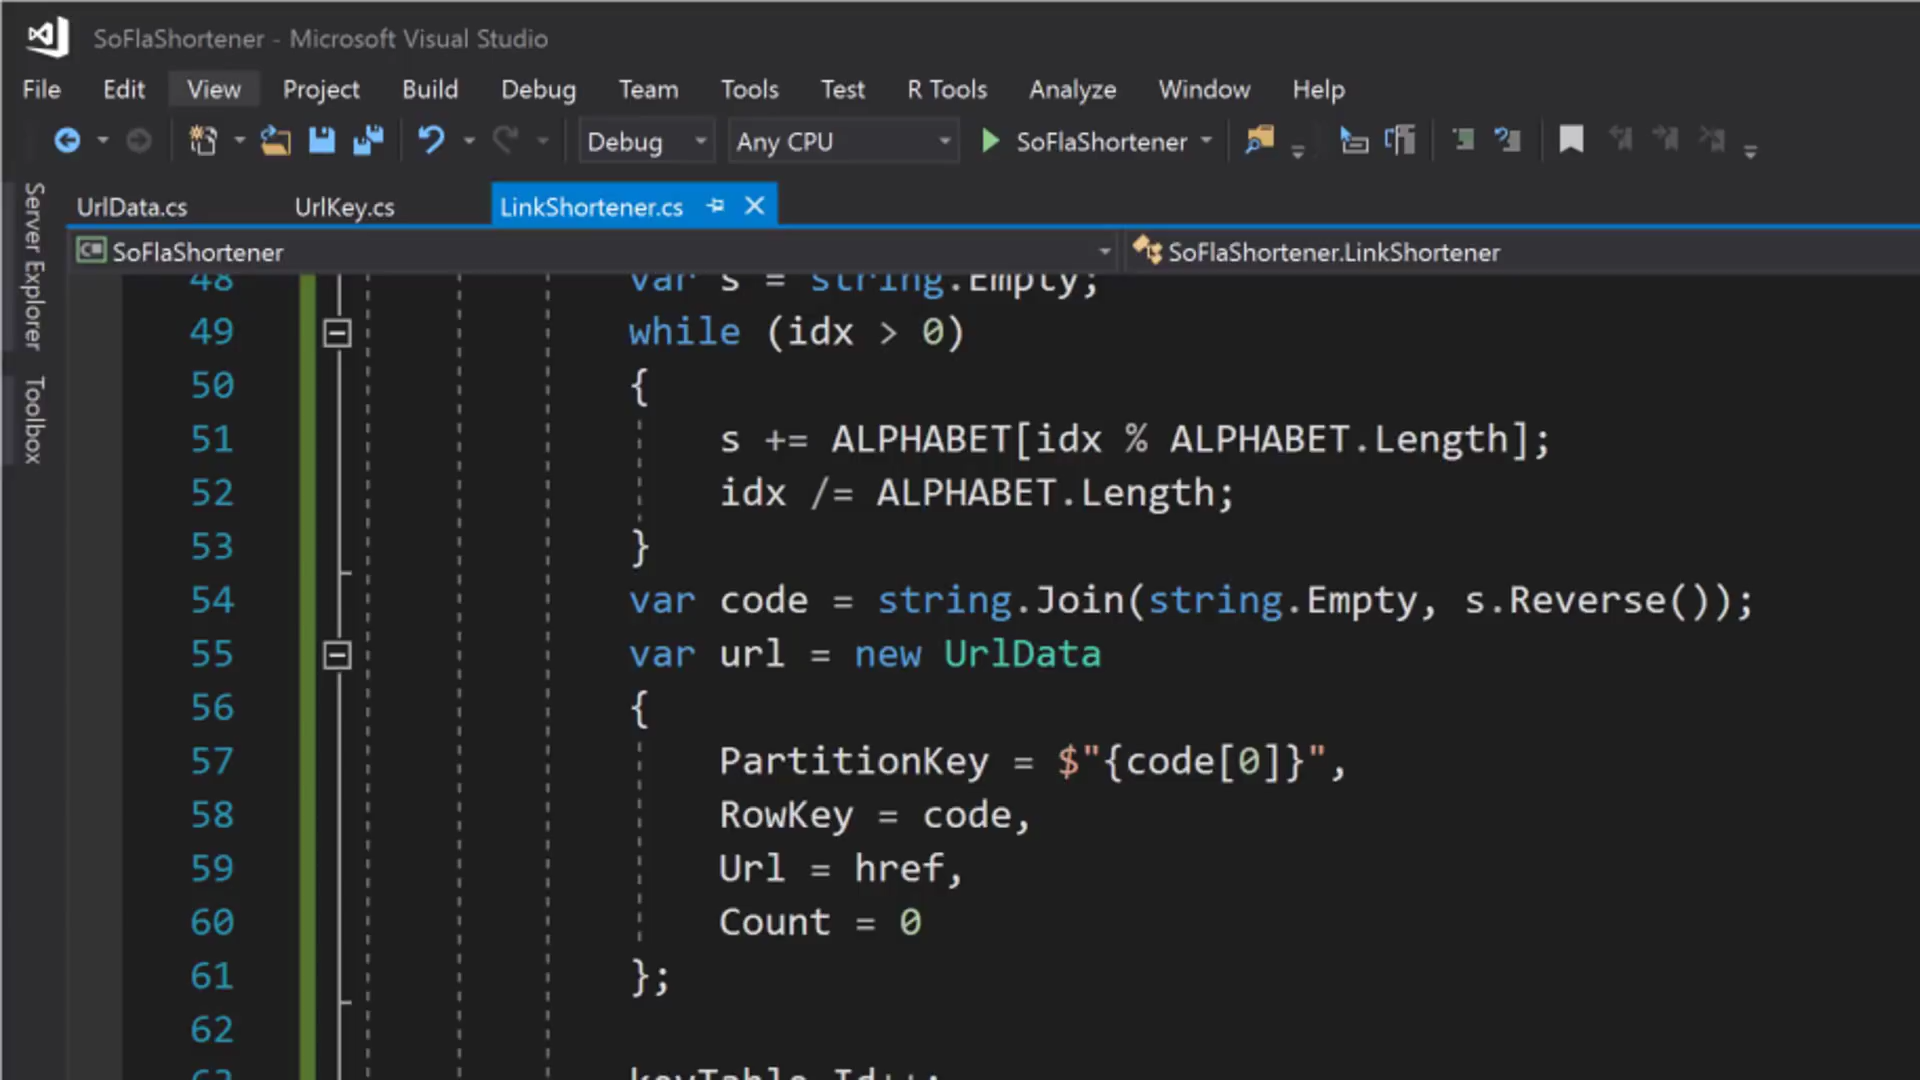 SoFlaShortener - Microsoft Visual Studio
File Edit View Project Build Debug Team Tools Test R Tools Analyze Window Help
Debug Any CPU SoFlaShortener
UrlData.cs UrlKey.cs LinkShortener.cs
Server Explorer
Toolbox
SoFlaShortener SoFlaShortener.LinkShortener
48 var s = string.Empty;
49 while (idx > 0)
50 {
51 s += ALPHABET[idx % ALPHABET.Length];
52 idx /= ALPHABET.Length;
53 }
54 var code = string.Join(string.Empty, s.Reverse());
55 var url = new UrlData
56 {
57 PartitionKey = $"{code[0]}",
58 RowKey = code,
59 Url = href,
60 Count = 0
61 };
62
63 keyTable.Id++;